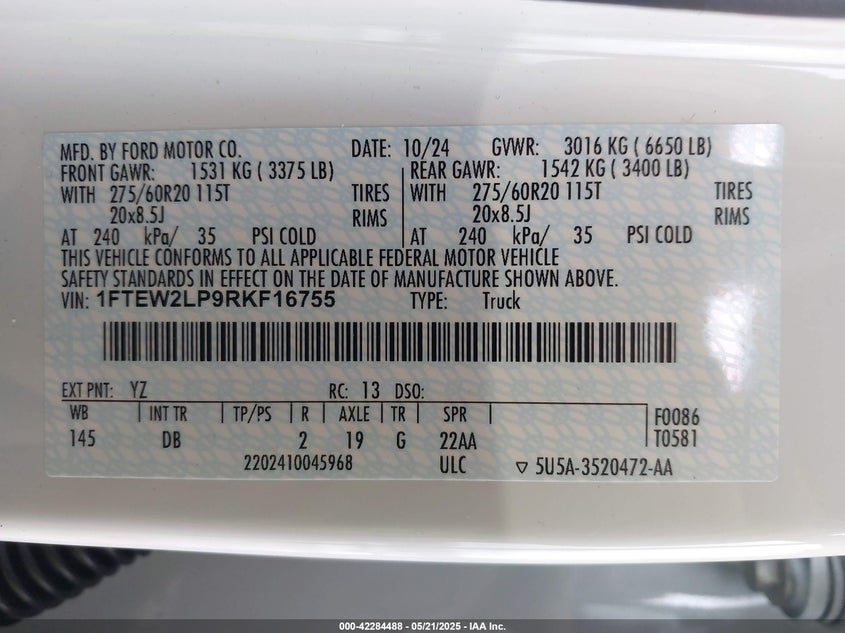 MFD. BY FORD MOTOR CO. DATE: 10/24 GVWR: 3016 KG ( 6650 LB)
FRONT GAWR: 1531 KG ( 3375 LB) REAR GAWR: 1542 KG ( 3400 LB)
WITH 275/60R20 115T TIRES WITH 275/60R20 115T TIRES
20x8.5J RIMS 20x8.5J RIMS
AT 240 kPa/ 35 PSI COLD AT 240 kPa/ 35 PSI COLD
THIS VEHICLE CONFORMS TO ALL APPLICABLE FEDERAL MOTOR VEHICLE
SAFETY STANDARDS IN EFFECT ON THE DATE OF MANUFACTURE SHOWN ABOVE.
VIN: 1FTEW2LP9RKF16755 TYPE: Truck
EXT PNT: YZ RC: 13 DSO:
WB INT TR TP/PS R AXLE TR SPR F0086
145 DB 2 19 G 22AA T0581
2202410045968 ULC ▽ 5U5A-3520472-AA
000-42284488 - 05/21/2025 - IAA Inc.